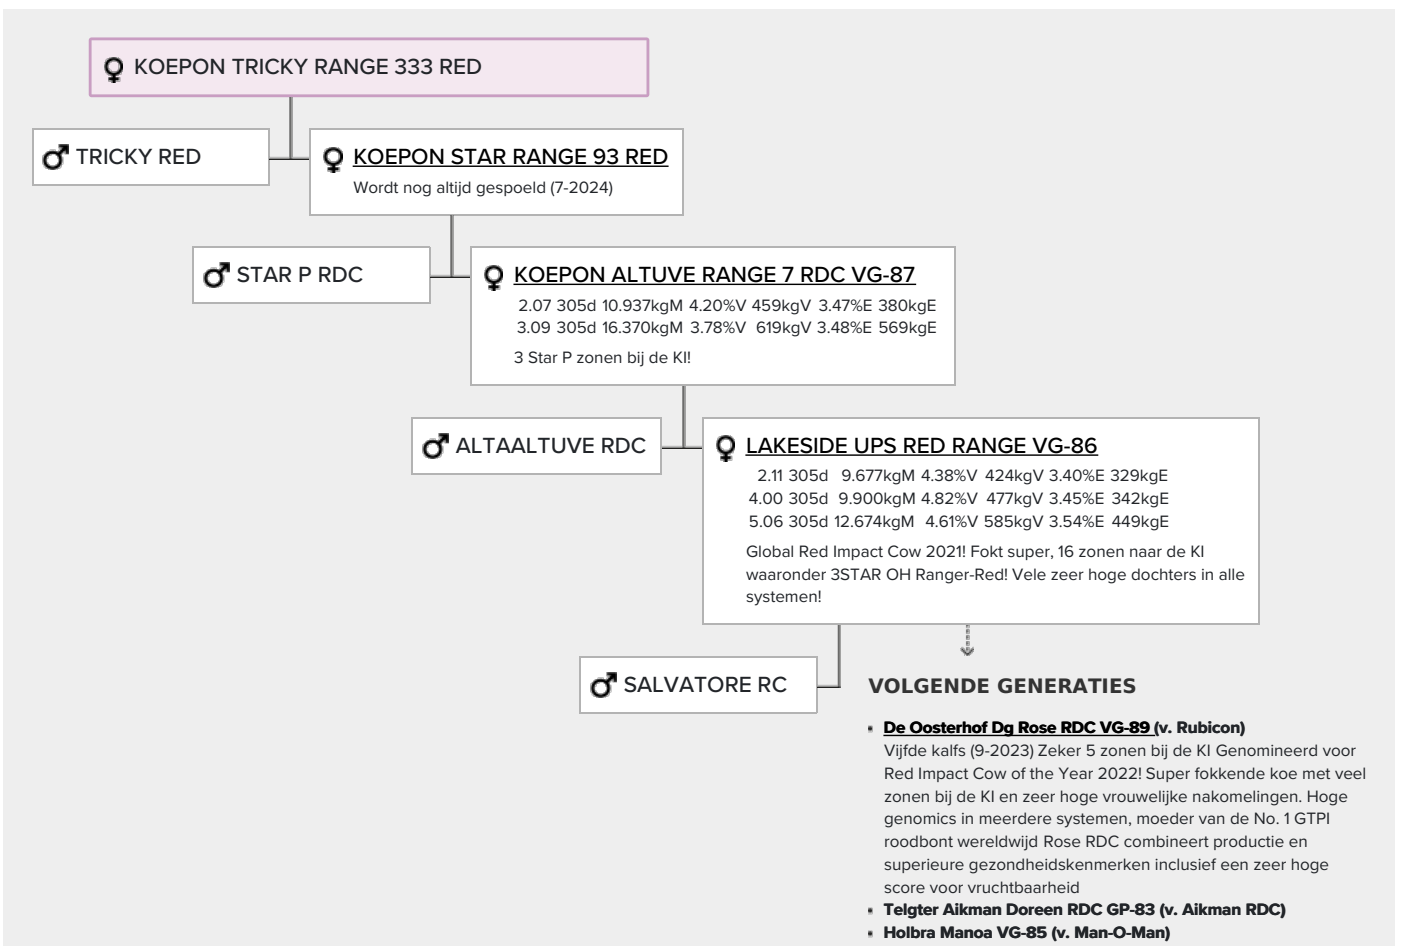 KOEPON TRICKY RANGE 333 RED
TRICKY RED
KOEPON STAR RANGE 93 RED
Wordt nog altijd gespoeld (7-2024)
STAR P RDC
KOEPON ALTUVE RANGE 7 RDC VG-87
2.07 305d 10.937kgM 4.20%V 459kgV 3.47%E 380kgE
3.09 305d 16.370kgM 3.78%V 619kgV 3.48%E 569kgE
3 Star P zonen bij de KI!
ALTAALTUVE RDC
LAKESIDE UPS RED RANGE VG-86
2.11 305d 9.677kgM 4.38%V 424kgV 3.40%E 329kgE
4.00 305d 9.900kgM 4.82%V 477kgV 3.45%E 342kgE
5.06 305d 12.674kgM 4.61%V 585kgV 3.54%E 449kgE
Global Red Impact Cow 2021! Fokt super, 16 zonen naar de KI
waaronder 3STAR OH Ranger-Red! Vele zeer hoge dochters in alle
systemen!
SALVATORE RC
VOLGENDE GENERATIES
De Oosterhof Dg Rose RDC VG-89 (v. Rubicon)
Vijfde kalfs (9-2023) Zeker 5 zonen bij de KI Genomineerd voor
Red Impact Cow of the Year 2022! Super fokkende koe met veel
zonen bij de KI en zeer hoge vrouwelijke nakomelingen. Hoge
genomics in meerdere systemen, moeder van de No. 1 GTPI
roodbont wereldwijd Rose RDC combineert productie en
superieure gezondheidskenmerken inclusief een zeer hoge
score voor vruchtbaarheid
Telgter Aikman Doreen RDC GP-83 (v. Aikman RDC)
Holbra Manoa VG-85 (v. Man-O-Man)